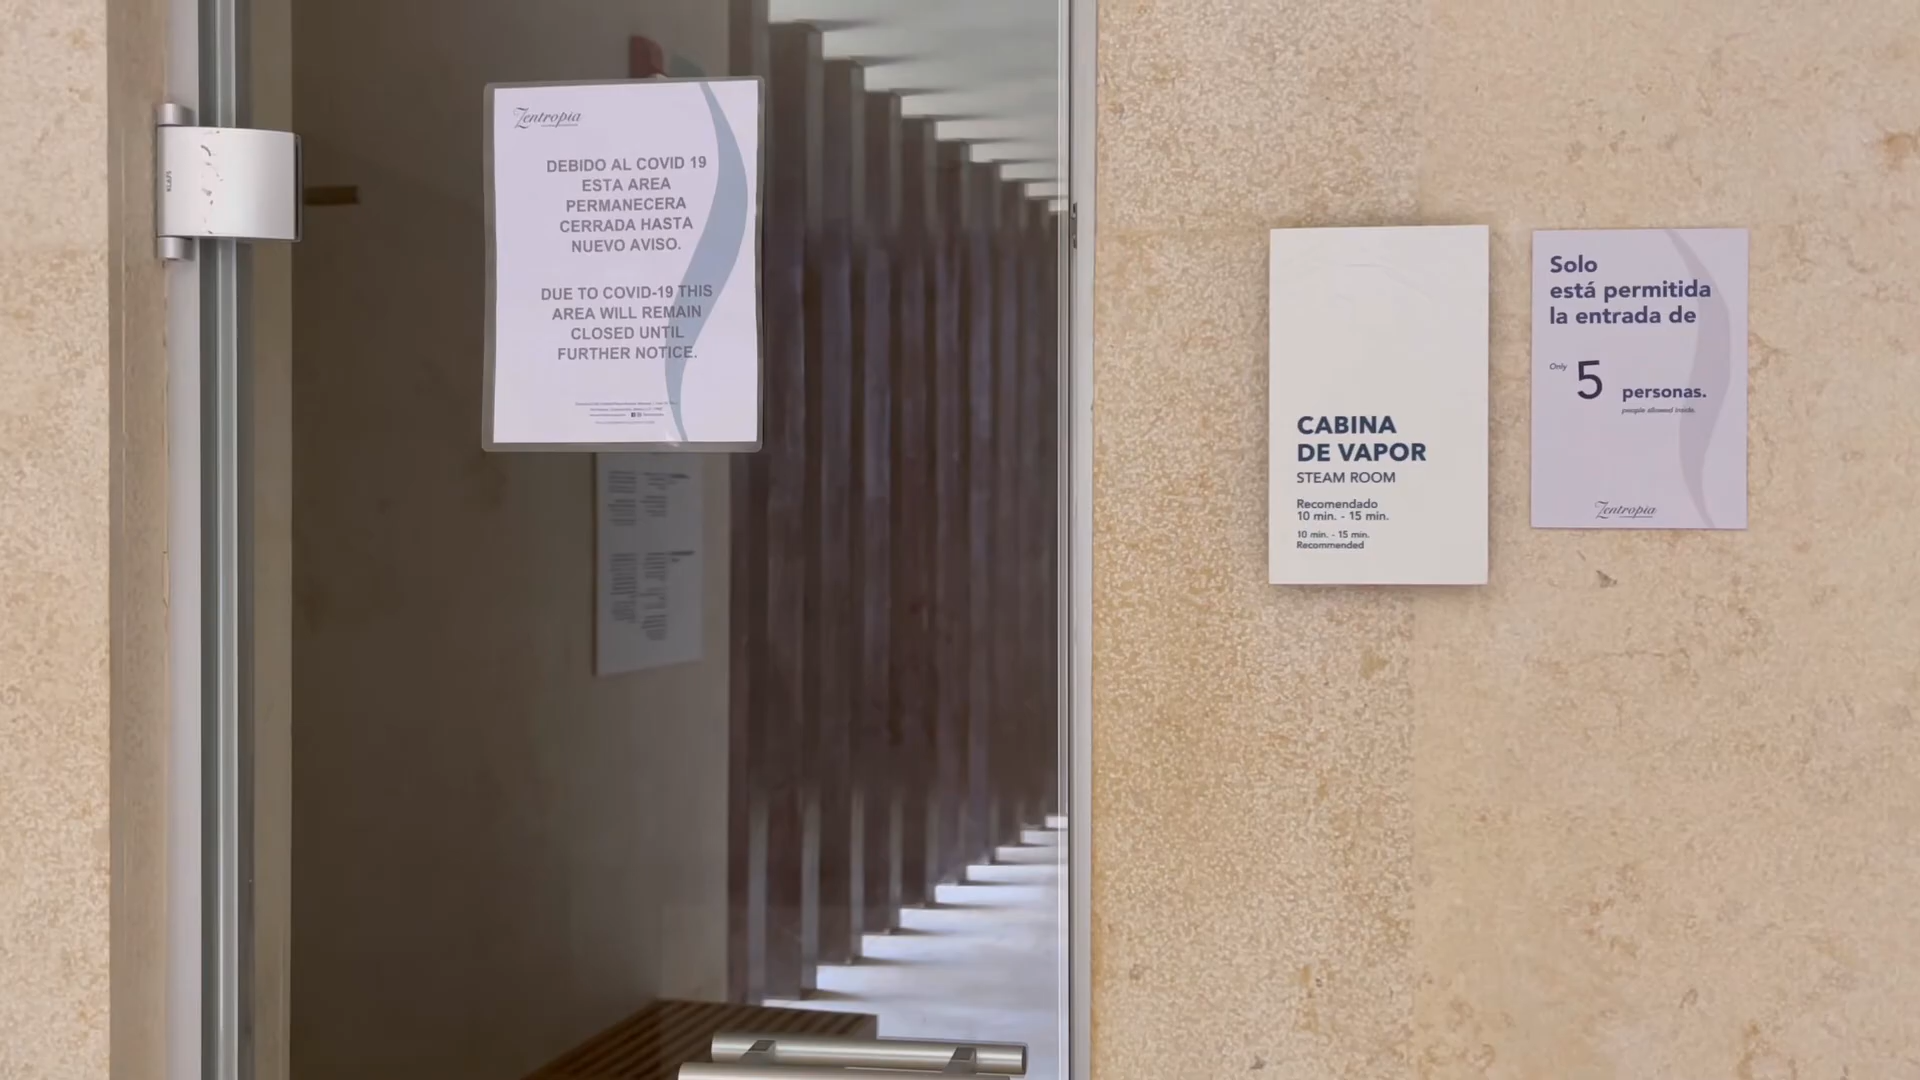 Zentropia
DEBIDO AL COVID 19
ESTA AREA
PERMANECERA
CERRADA HASTA
NUEVO AVISO.
DUE TO COVID-19 THIS
AREA WILL REMAIN
CLOSED UNTIL
FURTHER NOTICE.
CABINA
DE VAPOR
STEAM ROOM
Recomendado
10 min. - 15 min.
10 min. - 15 min.
Recommended
Solo
está permitida
la entrada de
Only 5 personas.
people allowed inside.
Zentropia